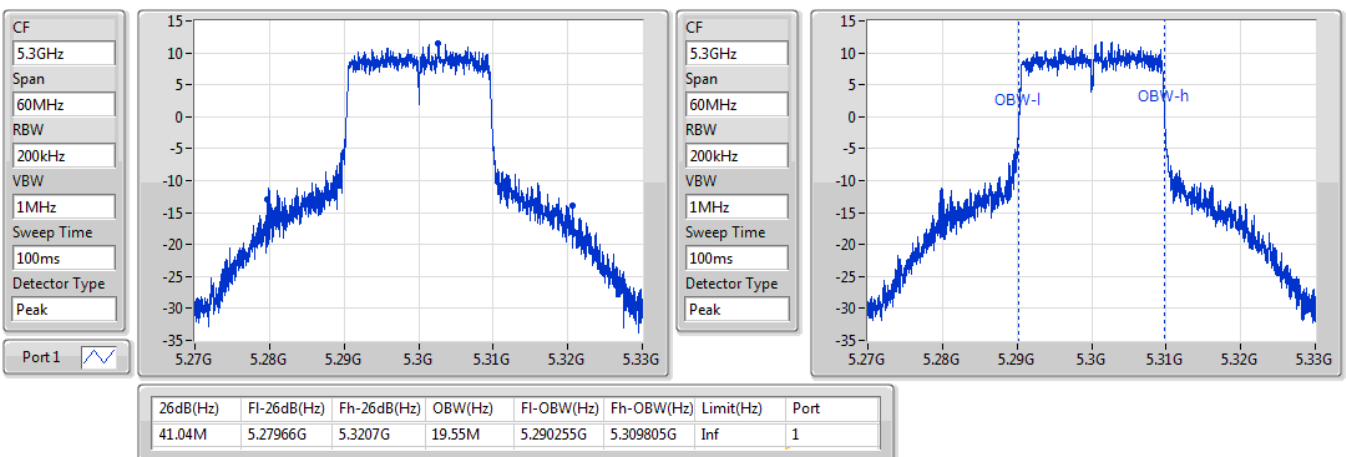 CF
5.3GHz
Span
60MHz
RBW
200kHz
VBW
1MHz
Sweep Time
100ms
Detector Type
Peak
Port 1
15
10
5
0
-5
-10
-15
-20
-25
-30
-35
5.27G 5.28G 5.29G 5.3G 5.31G 5.32G 5.33G
CF
5.3GHz
Span
60MHz
RBW
200kHz
VBW
1MHz
Sweep Time
100ms
Detector Type
Peak
15
10
5
0
-5
-10
-15
-20
-25
-30
-35
OBW-l OBW-h
5.27G 5.28G 5.29G 5.3G 5.31G 5.32G 5.33G
26dB(Hz) Fl-26dB(Hz) Fh-26dB(Hz) OBW(Hz) Fl-OBW(Hz) Fh-OBW(Hz) Limit(Hz) Port
41.04M 5.27966G 5.3207G 19.55M 5.290255G 5.309805G Inf 1